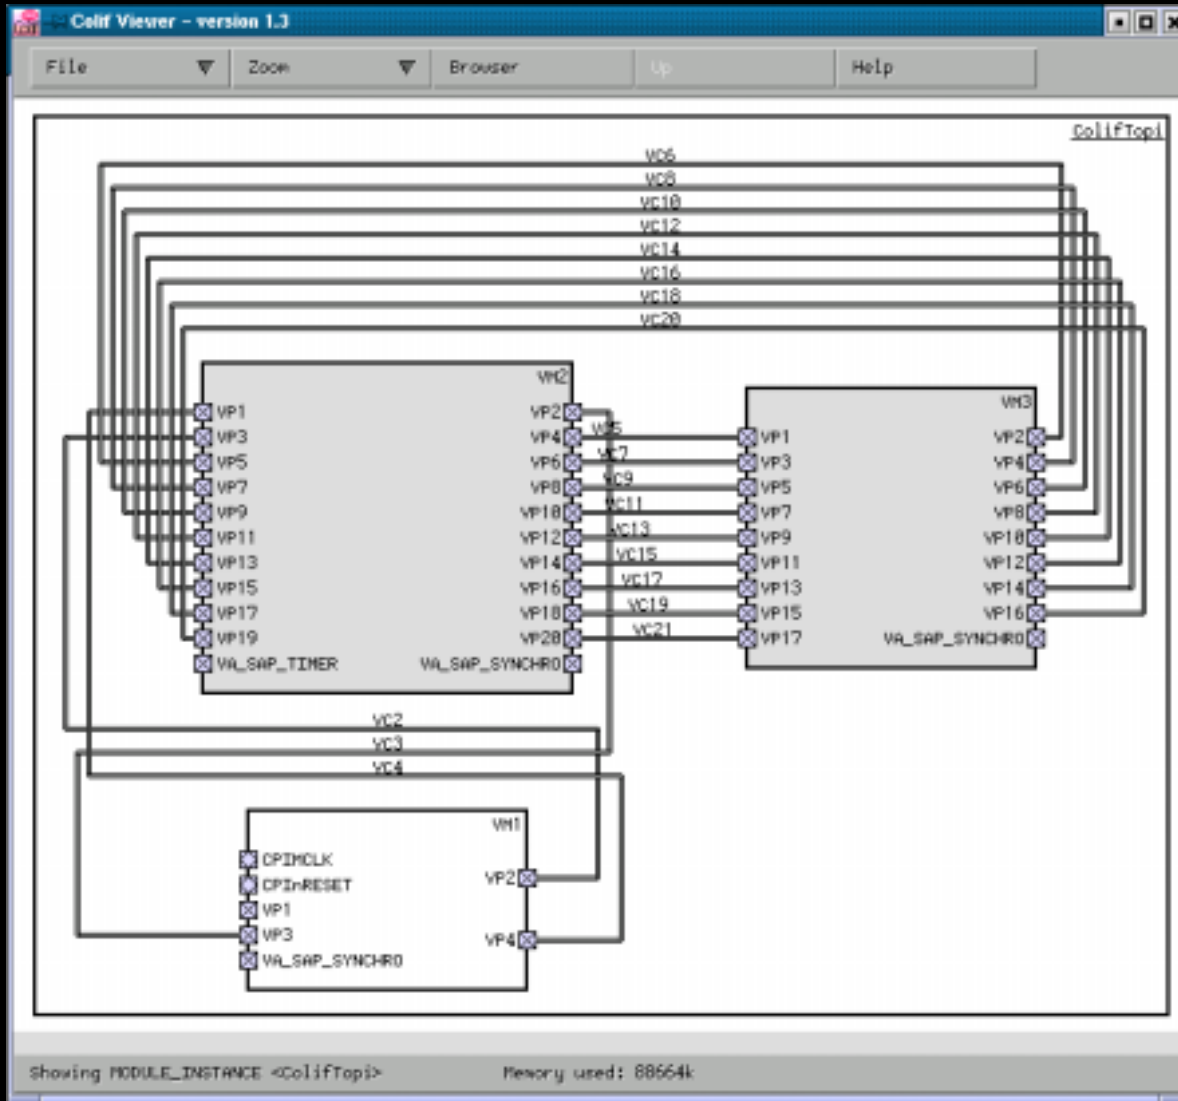 Colif Viewer - version 1.3
File Zoom Browser Up Help
ColifTopi
VC6
VC8
VC10
VC12
VC14
VC16
VC18
VC20
VM2
VP1 VP2
VP3 VP4
VP5 VP6
VP7 VP8
VP9 VP10
VP11 VP12
VP13 VP14
VP15 VP16
VP17 VP18
VP19 VP20
VA_SAP_TIMER VA_SAP_SYNCHRO
VC5
VC7
VC9
VC11
VC13
VC15
VC17
VC19
VC21
VM3
VP1 VP2
VP3 VP4
VP5 VP6
VP7 VP8
VP9 VP10
VP11 VP12
VP13 VP14
VP15 VP16
VP17 VA_SAP_SYNCHRO
VC2
VC3
VC4
VM1
CPIMCLK
VP2
CPInRESET
VP1
VP3
VP4
VA_SAP_SYNCHRO
Showing MODULE_INSTANCE <ColifTopi> Memory used: 88664k